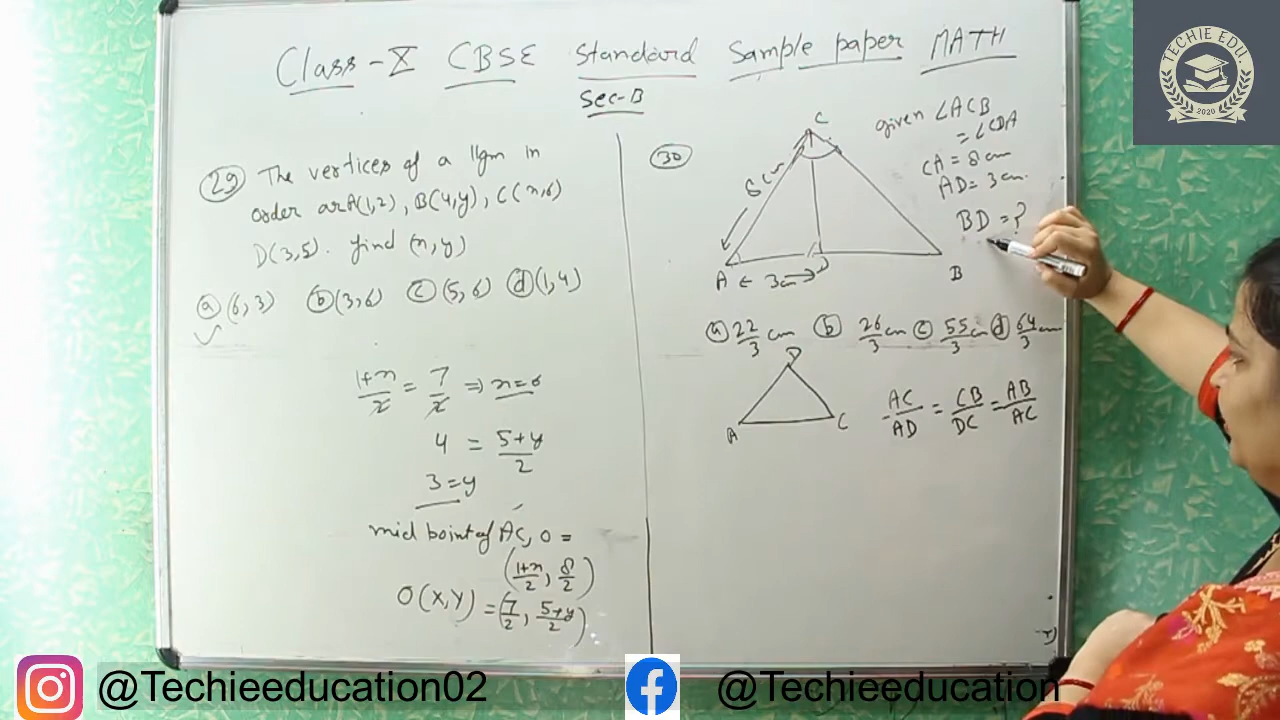 Class-X CBSE Standard Sample paper MATH
Sec-B
29 The vertices of a llgm in
order ar A(1,2), B(4,y), C(x,6)
D(3,5). find (x,y)
a (6,3) b (3,6) c (5,6) d (1,4)
1+x/2 = 7/2 => x=6
4 = 5+y/2
3=y
mid point of AC, O =
(1+x/2, 8/2)
O(X,Y) = (7/2, 5+y/2)
30
C
given ∠ACB
= ∠CDA
CA = 8 cm
AD = 3 cm.
BD = ?
8 cm
A ← 3cm → D
B
a 22/3 cm b 26/3 cm c 55/3 cm d 64/3 cm
D
A C
AC/AD = CB/DC = AB/AC
TECHIE EDU.
2020
@Techieeducation02 @Techieeducation